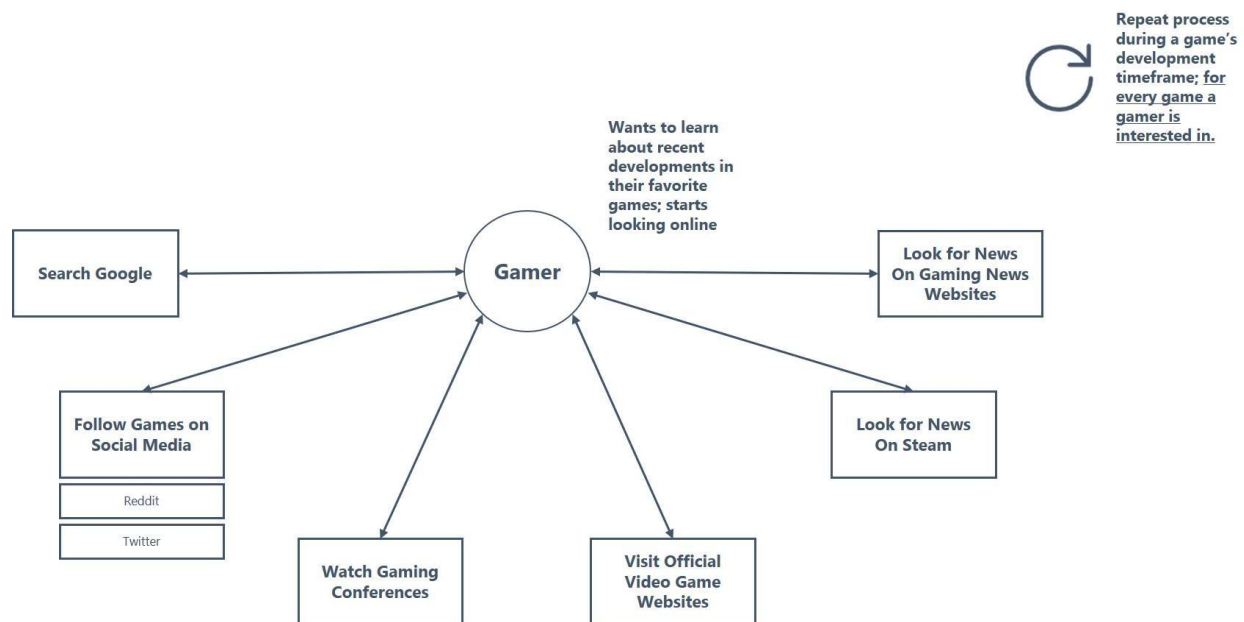 Repeat process
during a game’s
development
timeframe; for
every game a
gamer is
interested in.
Wants to learn
about recent
developments in
their favorite
games; starts
looking online
Gamer
Search Google
Look for News
On Gaming News
Websites
Follow Games on
Social Media
Reddit
Twitter
Look for News
On Steam
Watch Gaming
Conferences
Visit Official
Video Game
Websites